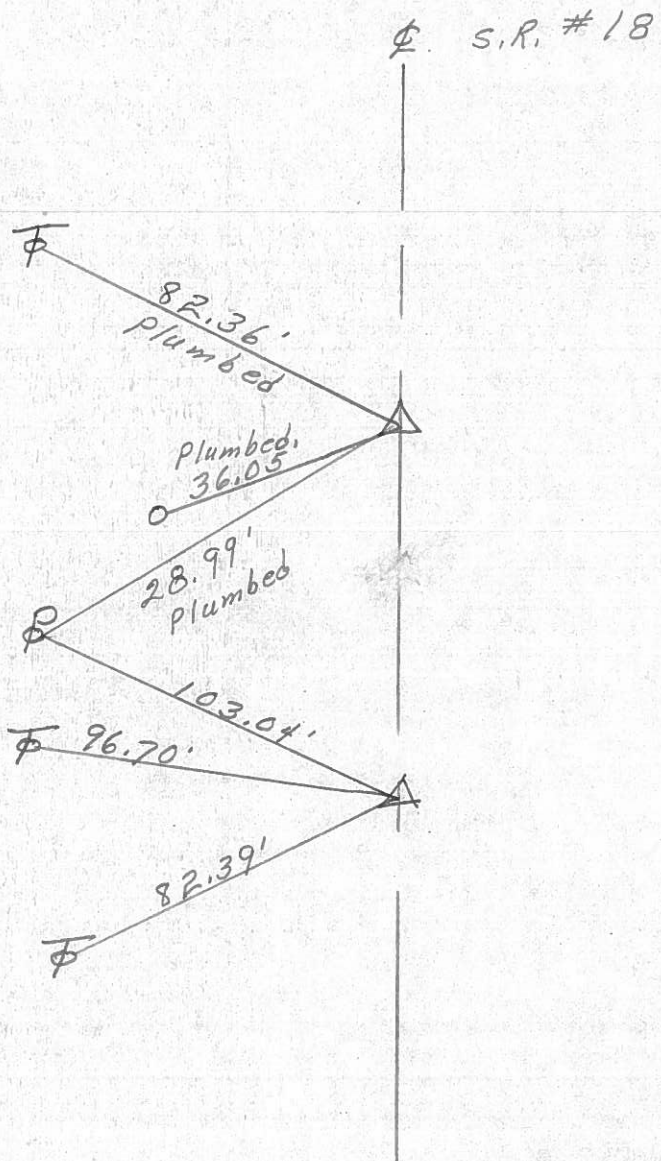 ℄ S.R. #18
82.36'
Plumbed
Plumbed.
36.05
28.99'
Plumbed
103.04'
96.70'
82.39'